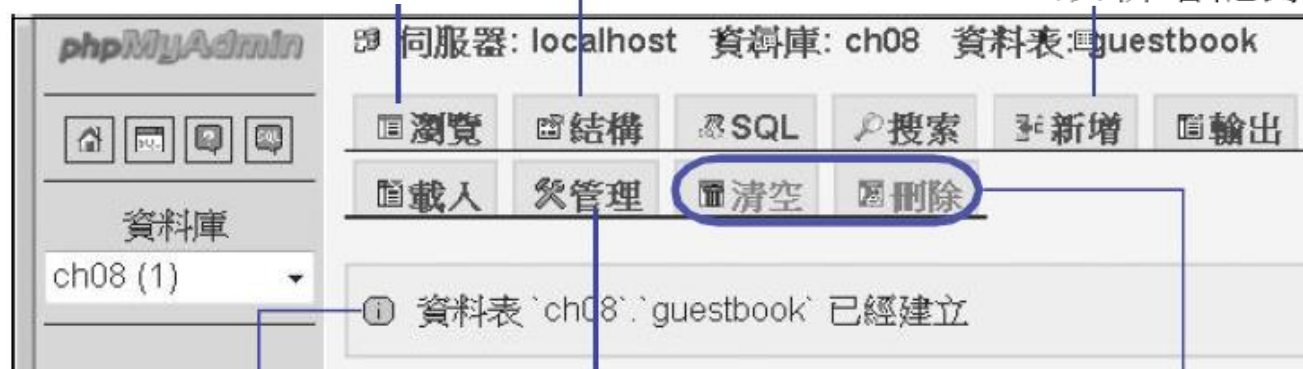 phpMyAdmin
伺服器: localhost 資料庫: ch08 資料表: guestbook
瀏覽 結構 SQL 搜索 新增 輸出
載入 管理 清空 刪除
資料庫
ch08 (1)
資料表 `ch08`.`guestbook` 已經建立